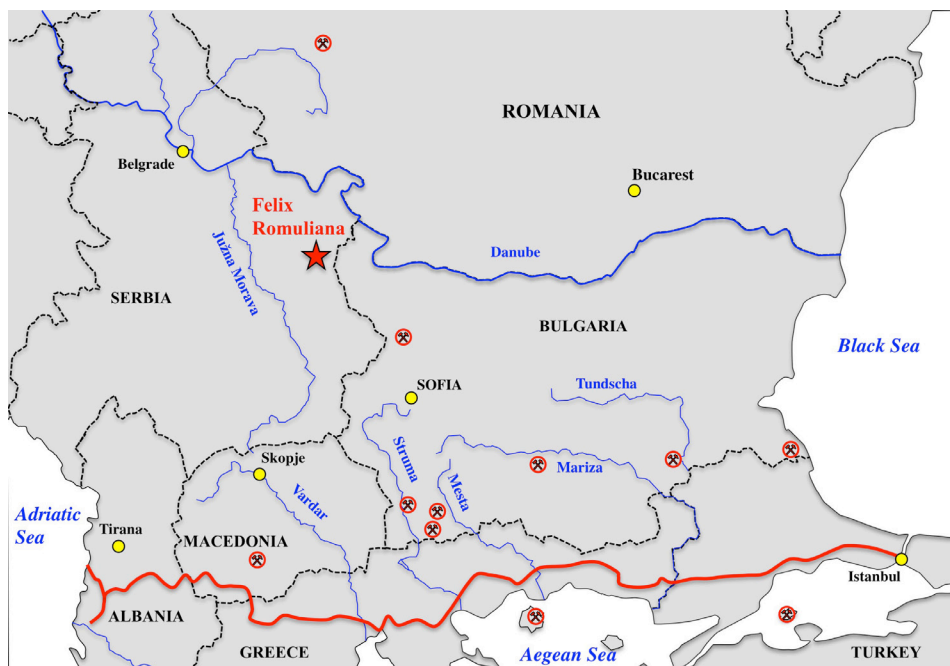 ROMANIA
Belgrade
Bucarest
Felix
Romuliana
Južna Morava
Danube
SERBIA
BULGARIA
Black Sea
SOFIA
Tundscha
Struma
Mesta
Mariza
Skopje
Vardar
Adriatic
Sea
Tirana
MACEDONIA
Istanbul
ALBANIA
GREECE
Aegean Sea
TURKEY